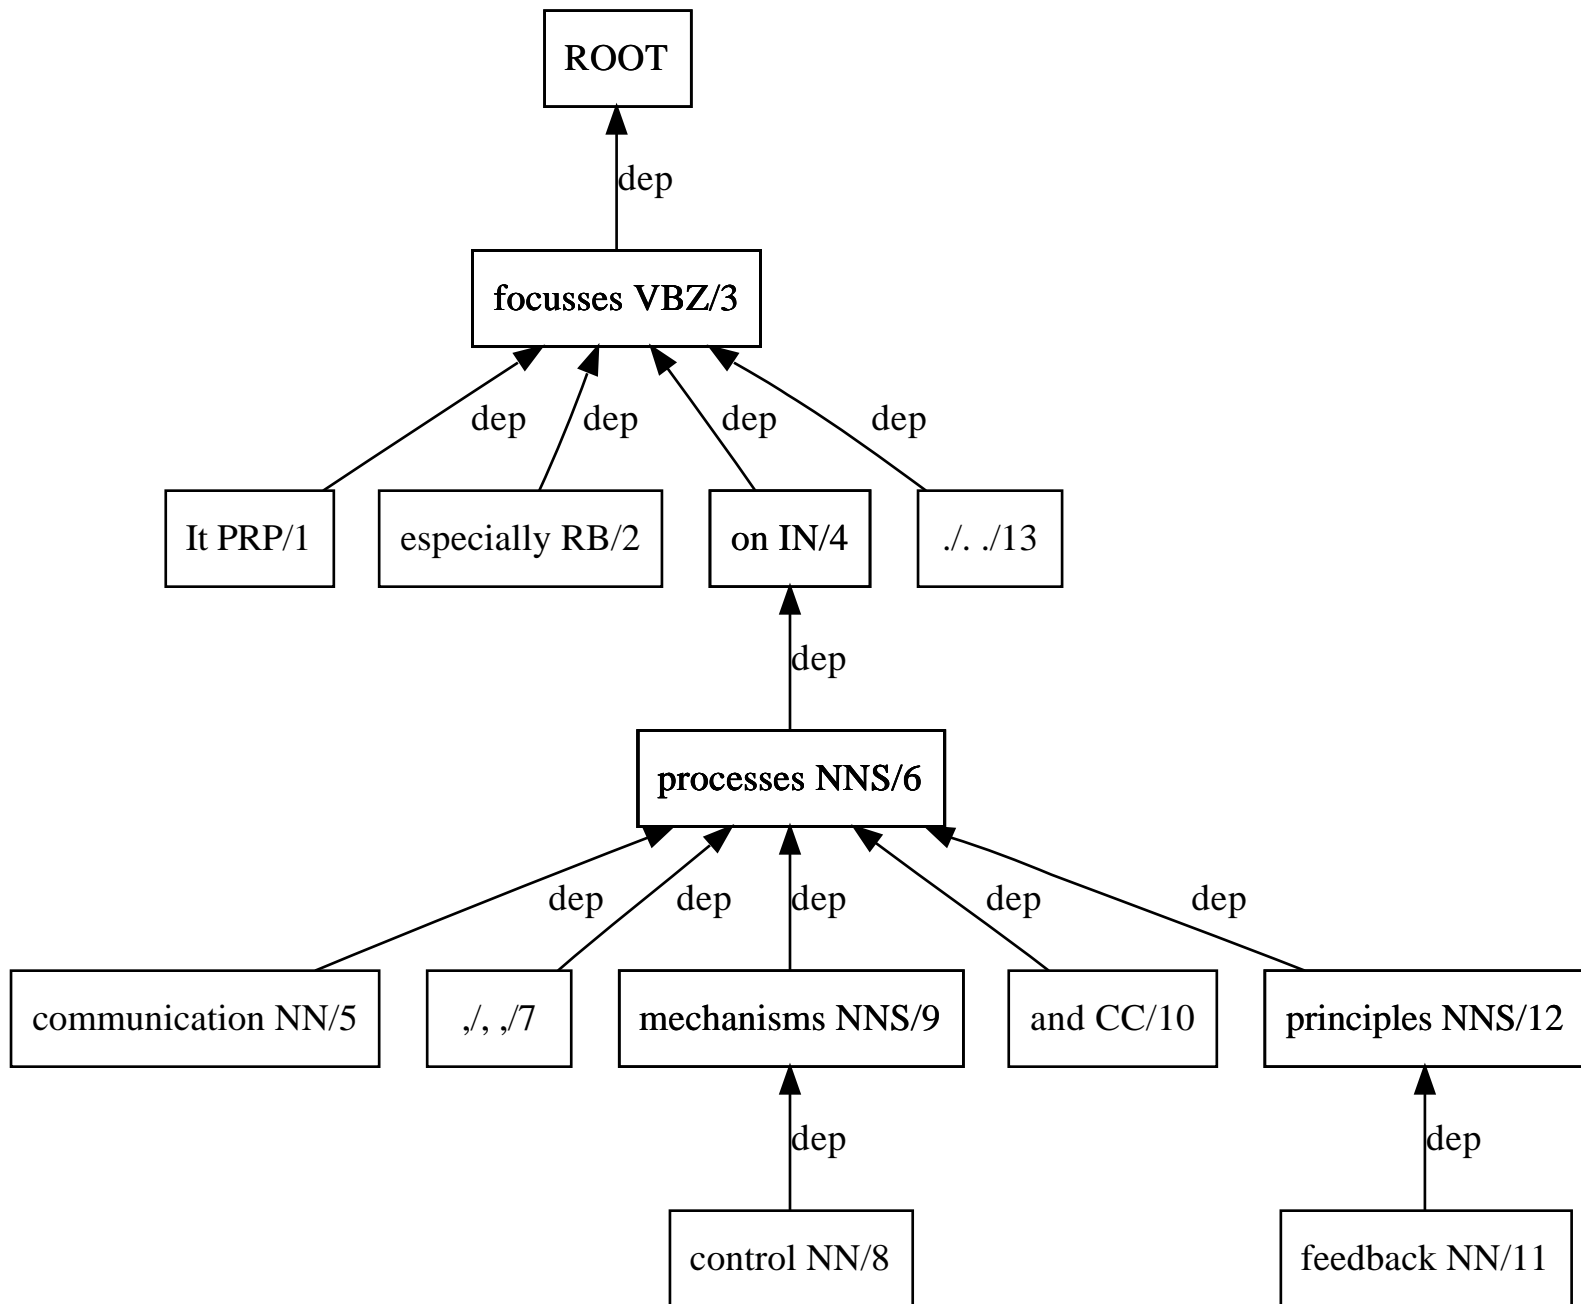 ROOT
dep
focusses VBZ/3
dep dep dep dep
It PRP/1 especially RB/2 on IN/4 ./. ./13
dep
processes NNS/6
dep dep dep dep dep
communication NN/5 ,/, ,/7 mechanisms NNS/9 and CC/10 principles NNS/12
dep dep
control NN/8 feedback NN/11